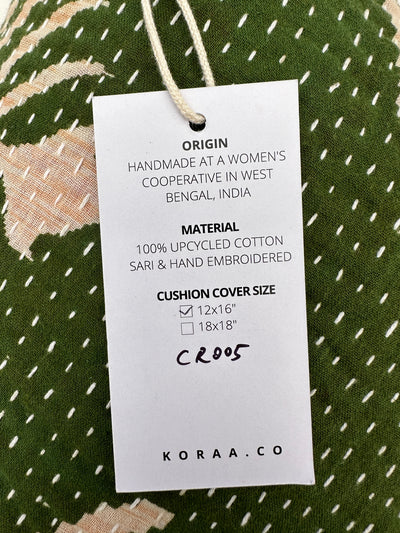 ORIGIN
HANDMADE AT A WOMEN'S
COOPERATIVE IN WEST
BENGAL, INDIA
MATERIAL
100% UPCYCLED COTTON
SARI & HAND EMBROIDERED
CUSHION COVER SIZE
12x16"
18x18"
CR005
KORAA.CO